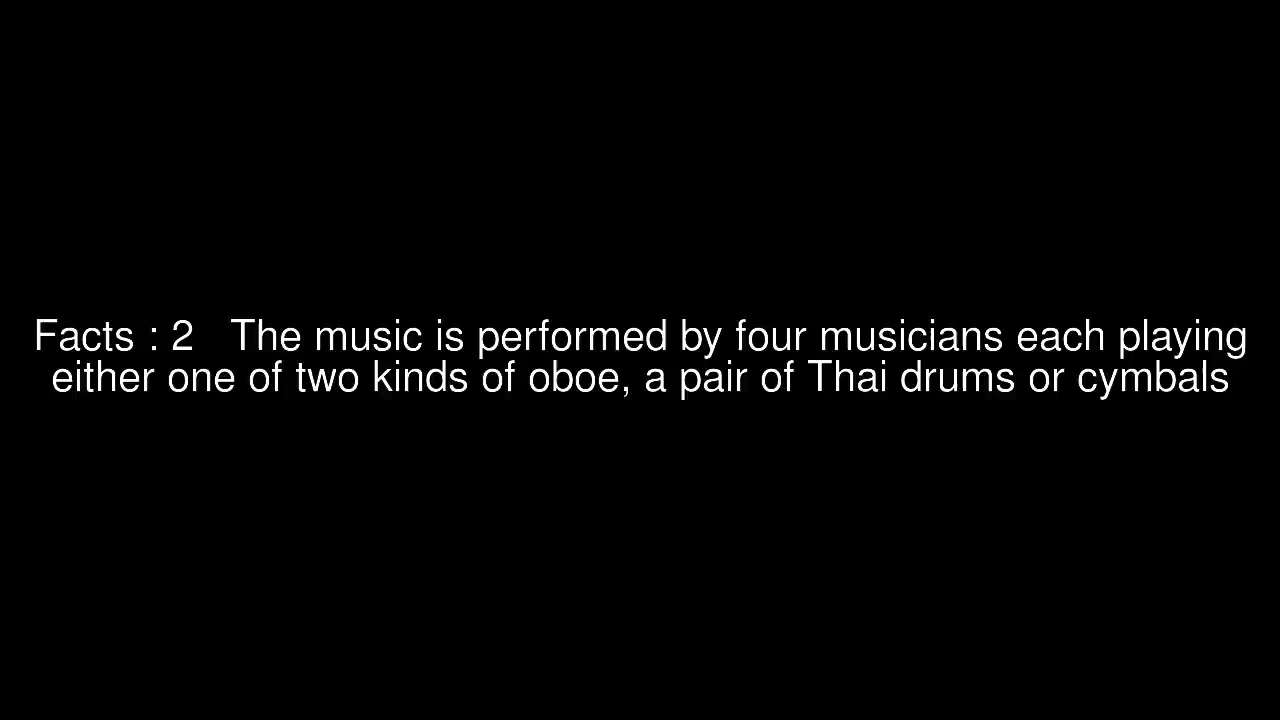 Facts : 2   The music is performed by four musicians each playing
either one of two kinds of oboe, a pair of Thai drums or cymbals